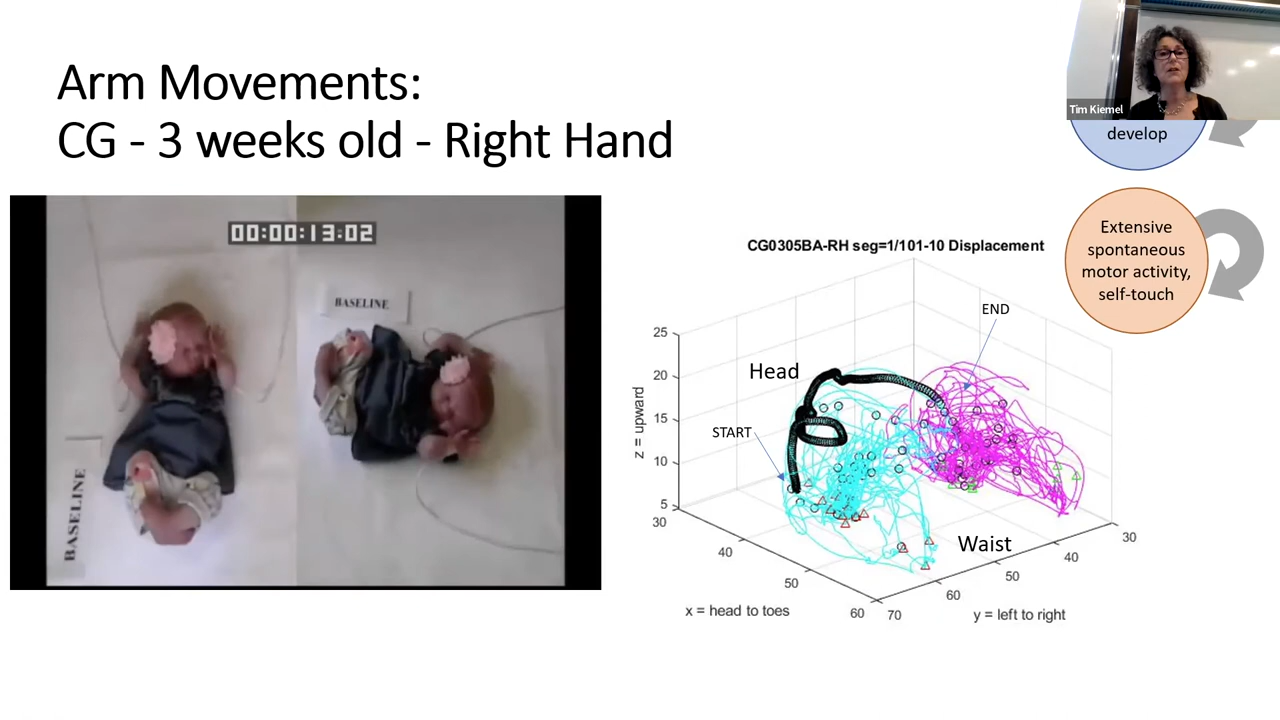 Arm Movements:
CG - 3 weeks old - Right Hand
Tim Kiemel
develop
Extensive
spontaneous
motor activity,
self-touch
00:00:13:02
BASELINE
BASELINE
CG0305BA-RH seg=1/101-10 Displacement
END
Head
START
Waist
z = upward
25
20
15
10
5
30
40
50
60
x = head to toes
70
60
50
40
30
y = left to right